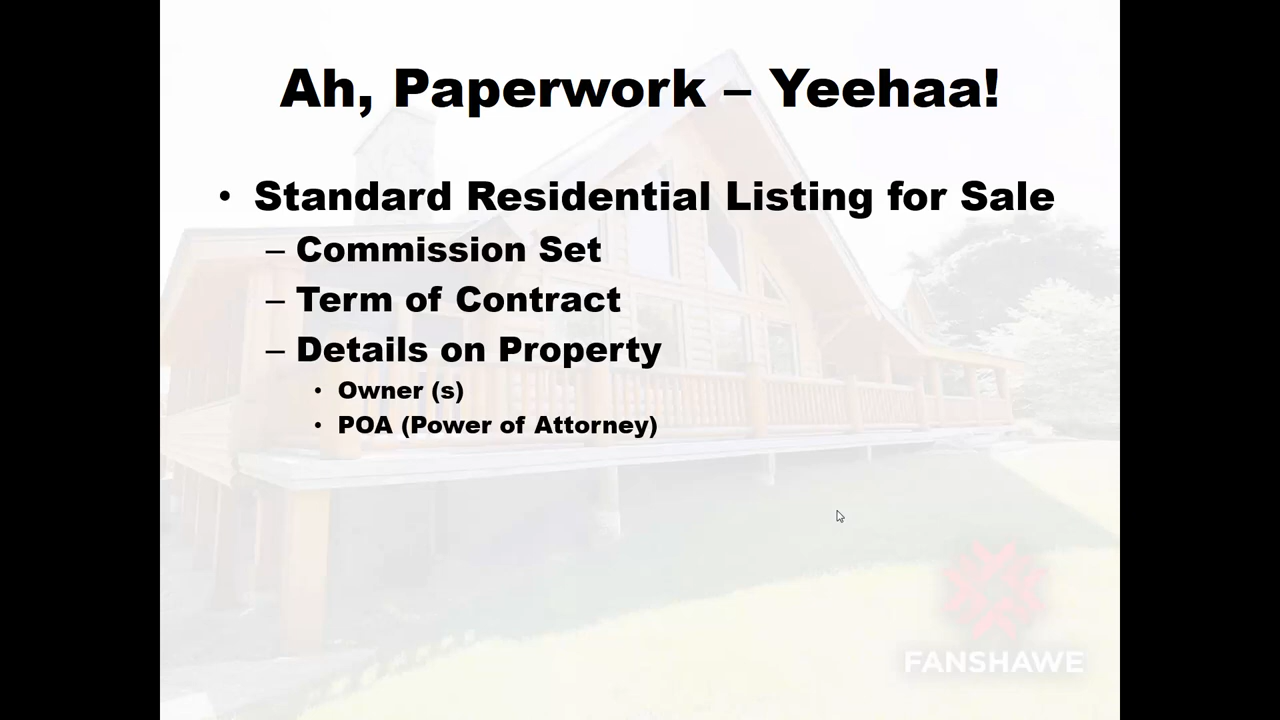 Ah, Paperwork – Yeehaa!
• Standard Residential Listing for Sale
– Commission Set
– Term of Contract
– Details on Property
• Owner (s)
• POA (Power of Attorney)
FANSHAWE